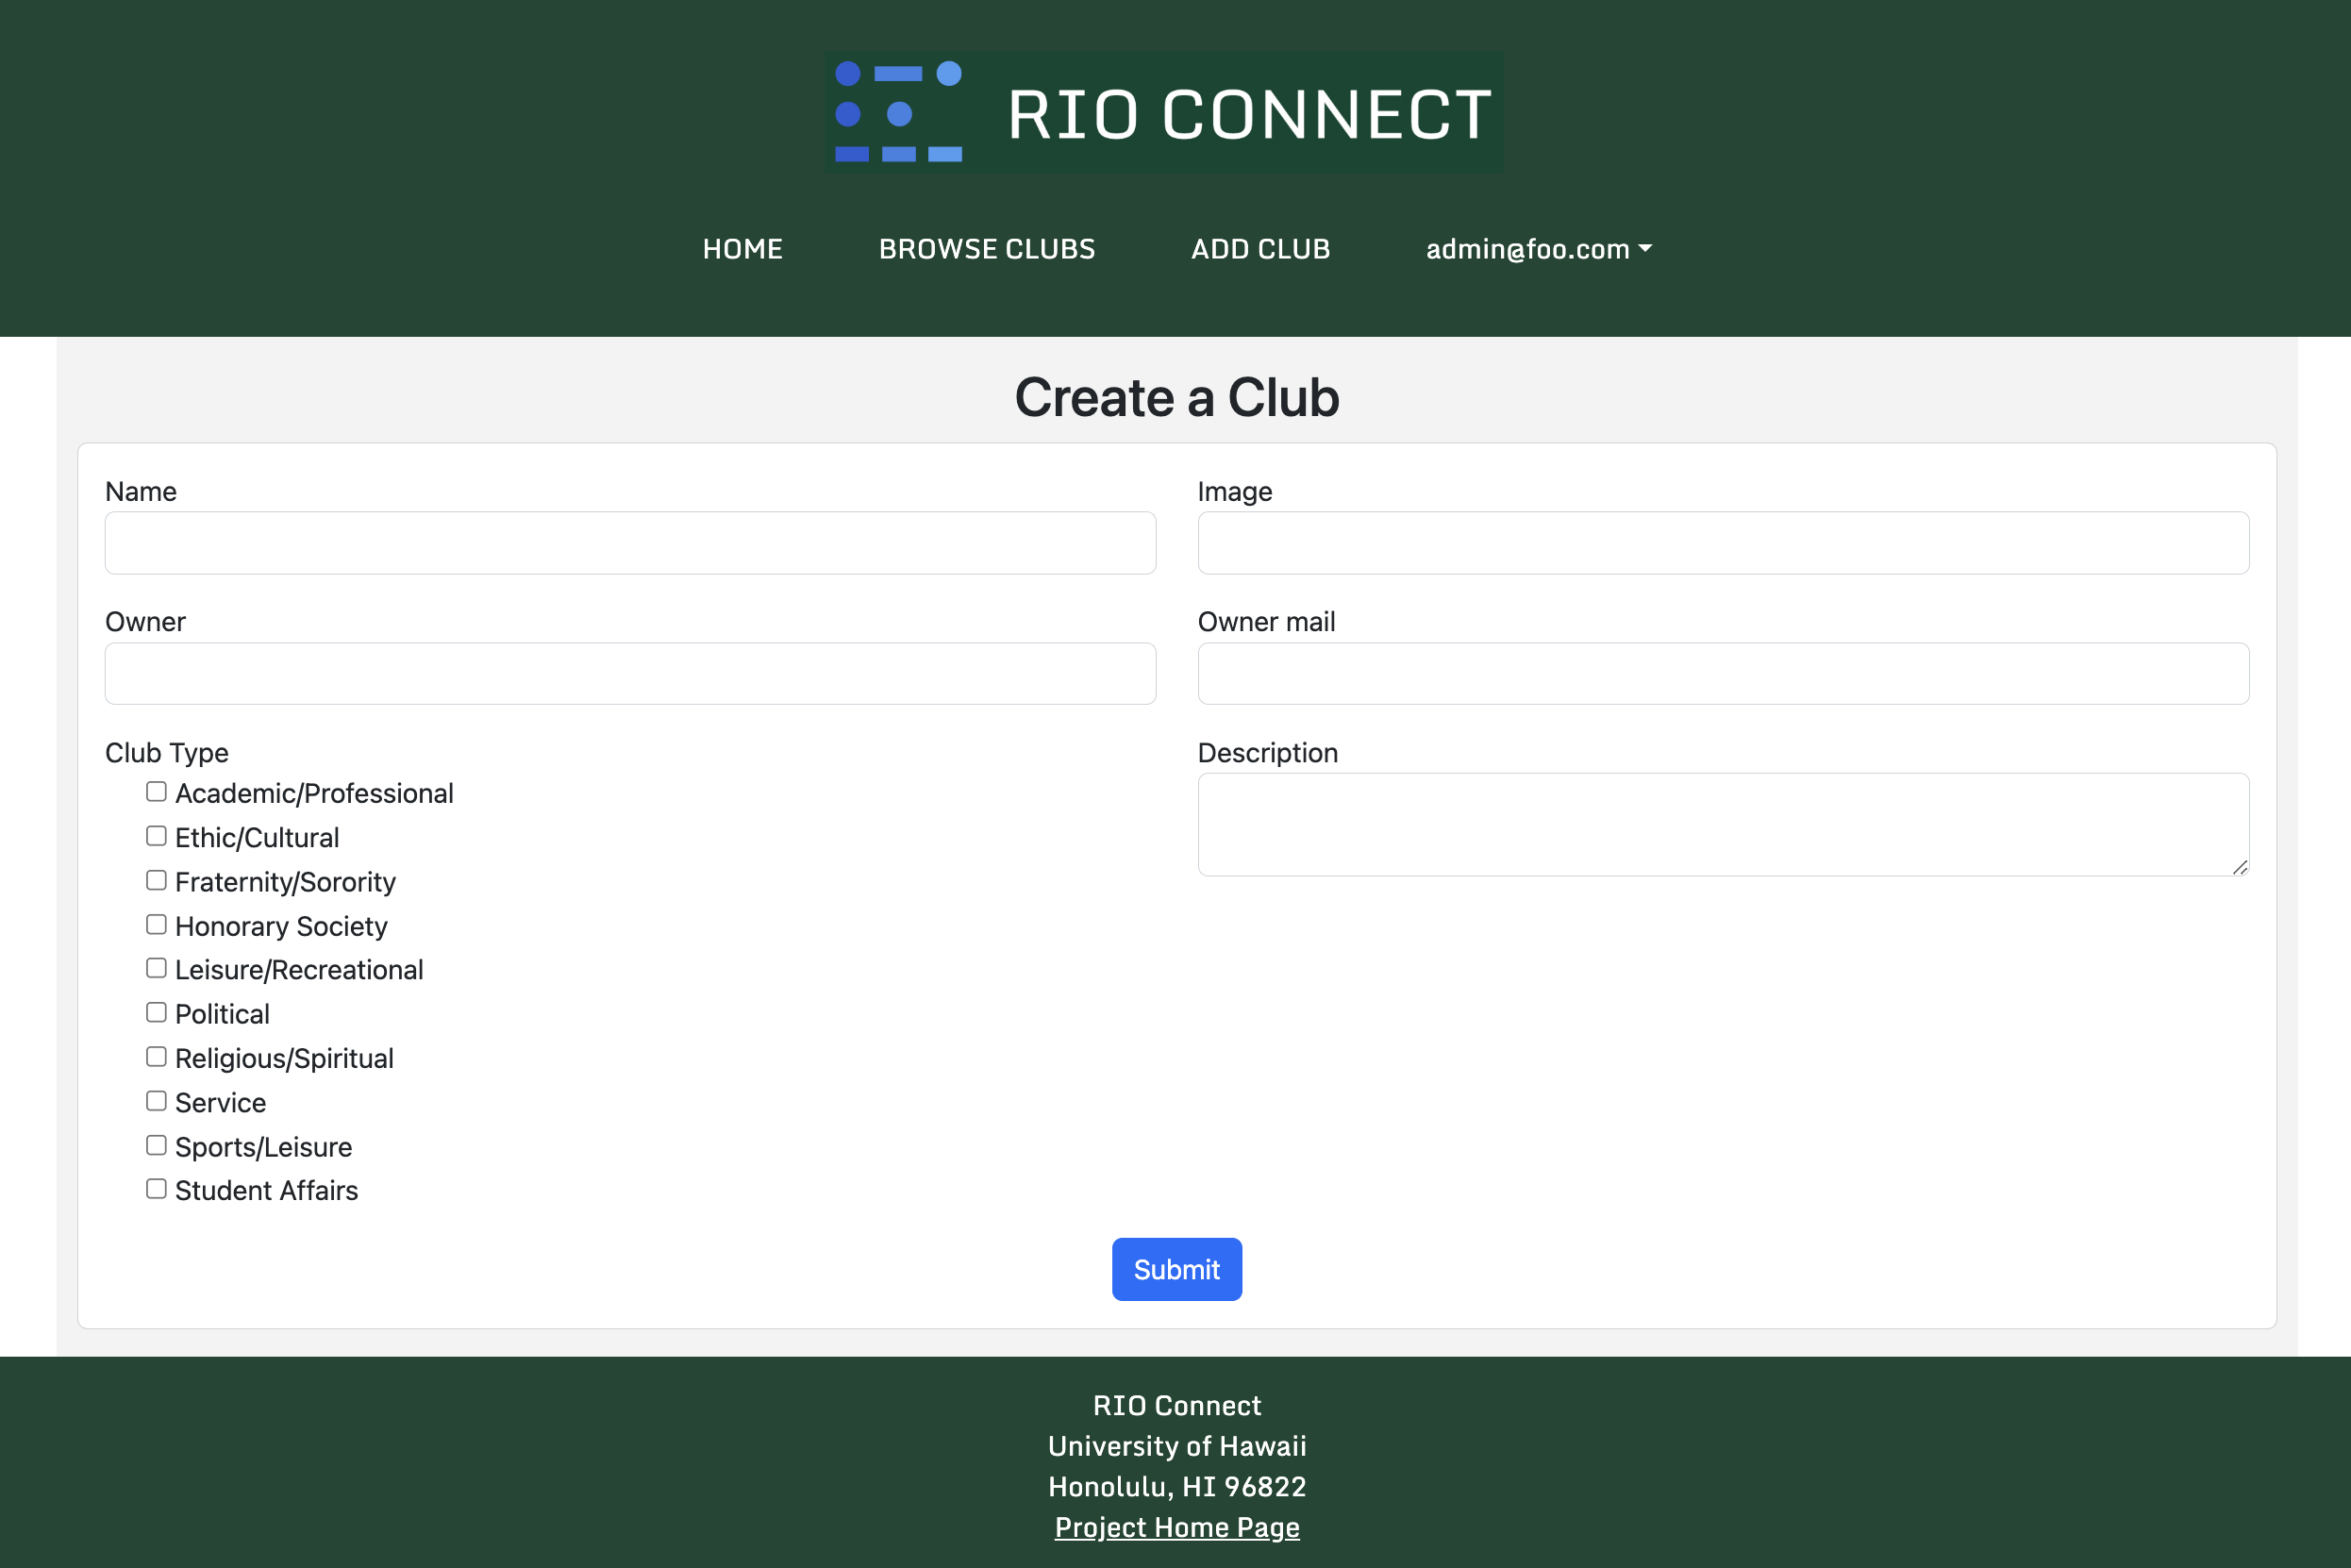 RIO CONNECT
HOME BROWSE CLUBS ADD CLUB admin@foo.com
Create a Club
Name
Image
Owner
Owner mail
Club Type
Academic/Professional
Ethic/Cultural
Fraternity/Sorority
Honorary Society
Leisure/Recreational
Political
Religious/Spiritual
Service
Sports/Leisure
Student Affairs
Description
Submit
RIO Connect
University of Hawaii
Honolulu, HI 96822
Project Home Page